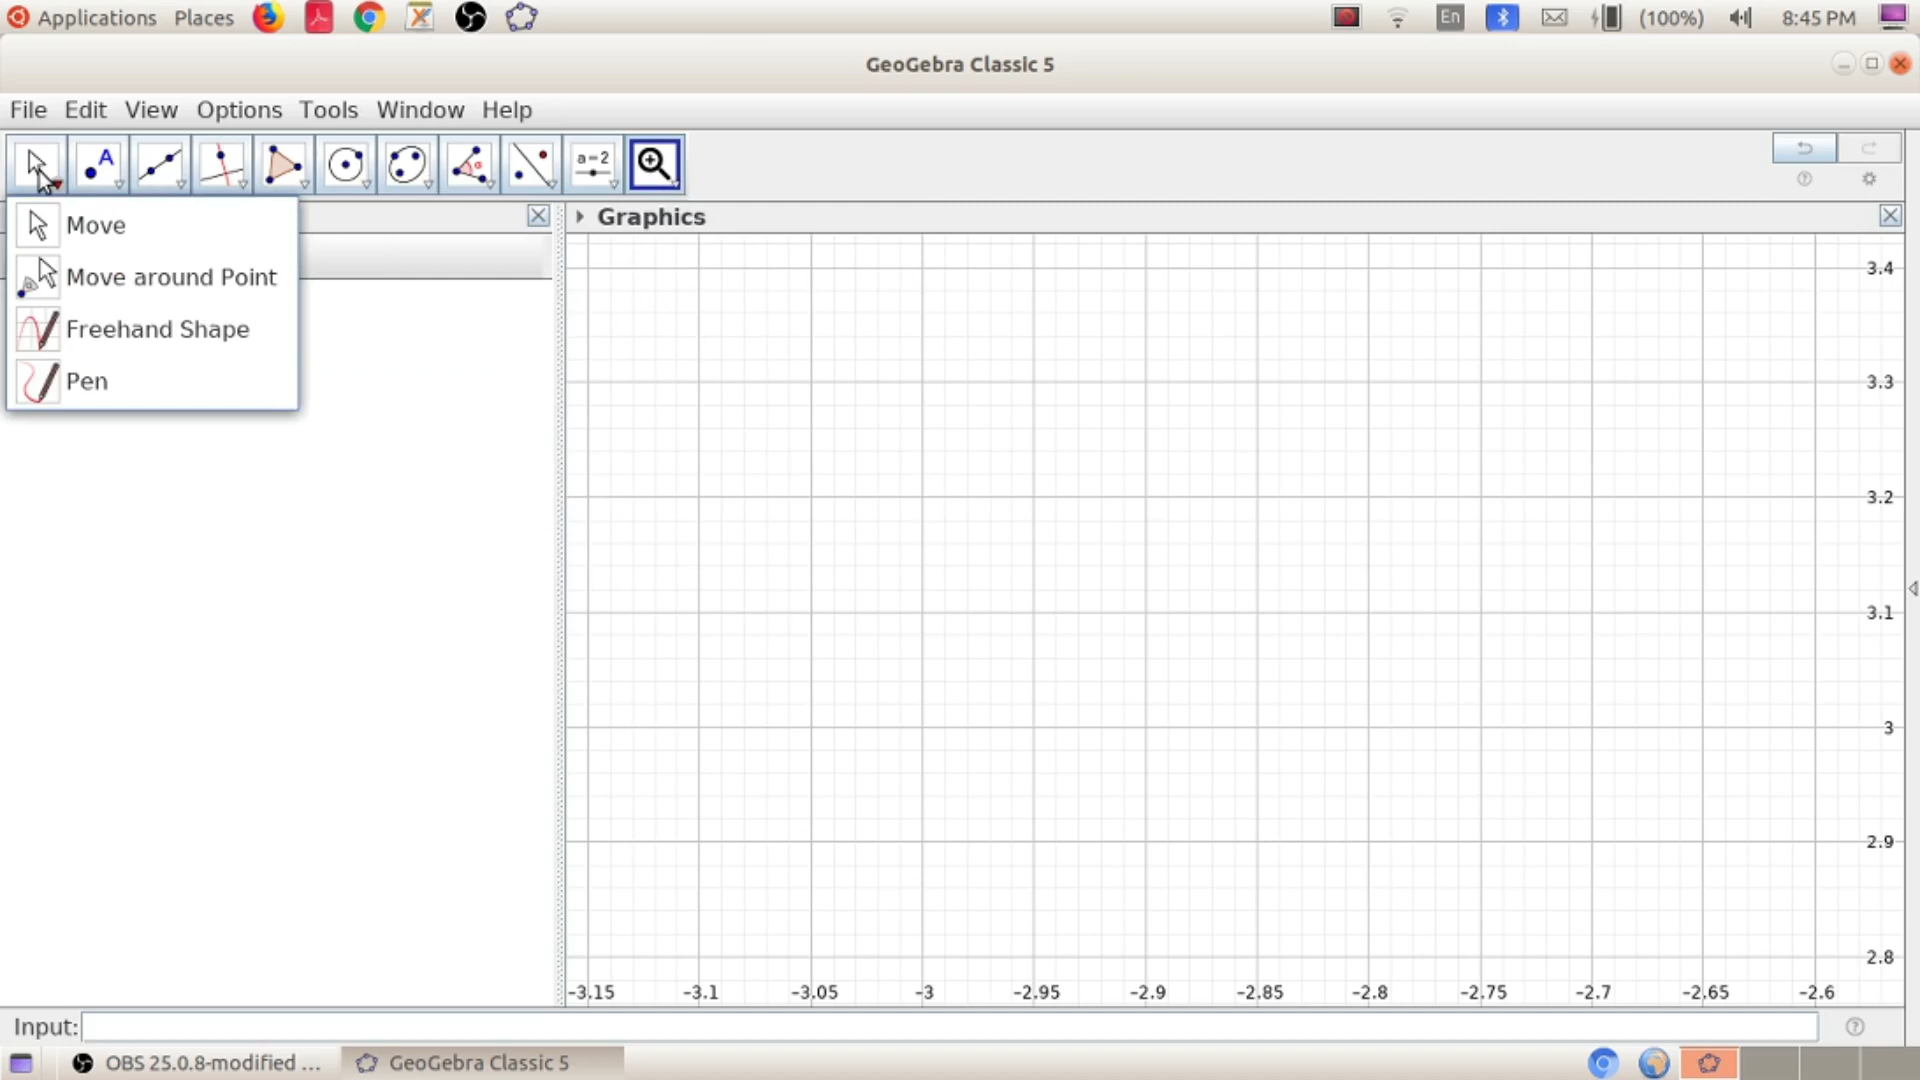 Applications Places En (100%) 8:45 PM
GeoGebra Classic 5
File Edit View Options Tools Window Help
A a=2
Move
Move around Point
Freehand Shape
Pen
Graphics
3.4
3.3
3.2
3.1
3
2.9
2.8
-3.15 -3.1 -3.05 -3 -2.95 -2.9 -2.85 -2.8 -2.75 -2.7 -2.65 -2.6
Input:
OBS 25.0.8-modified ... GeoGebra Classic 5